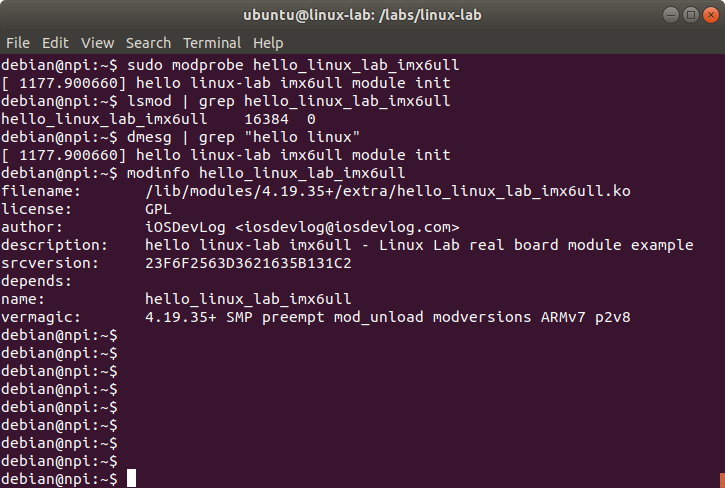 ubuntu@linux-lab: /labs/linux-lab
File Edit View Search Terminal Help
debian@npi:~$ sudo modprobe hello_linux_lab_imx6ull
[ 1177.900660] hello linux-lab imx6ull module init
debian@npi:~$ lsmod | grep hello_linux_lab_imx6ull
hello_linux_lab_imx6ull    16384  0
debian@npi:~$ dmesg | grep "hello linux"
[ 1177.900660] hello linux-lab imx6ull module init
debian@npi:~$ modinfo hello_linux_lab_imx6ull
filename:       /lib/modules/4.19.35+/extra/hello_linux_lab_imx6ull.ko
license:        GPL
author:         iOSDevLog <iosdevlog@iosdevlog.com>
description:    hello linux-lab imx6ull - Linux Lab real board module example
srcversion:     23F6F2563D3621635B131C2
depends:
name:           hello_linux_lab_imx6ull
vermagic:       4.19.35+ SMP preempt mod_unload modversions ARMv7 p2v8
debian@npi:~$
debian@npi:~$
debian@npi:~$
debian@npi:~$
debian@npi:~$
debian@npi:~$
debian@npi:~$
debian@npi:~$
debian@npi:~$